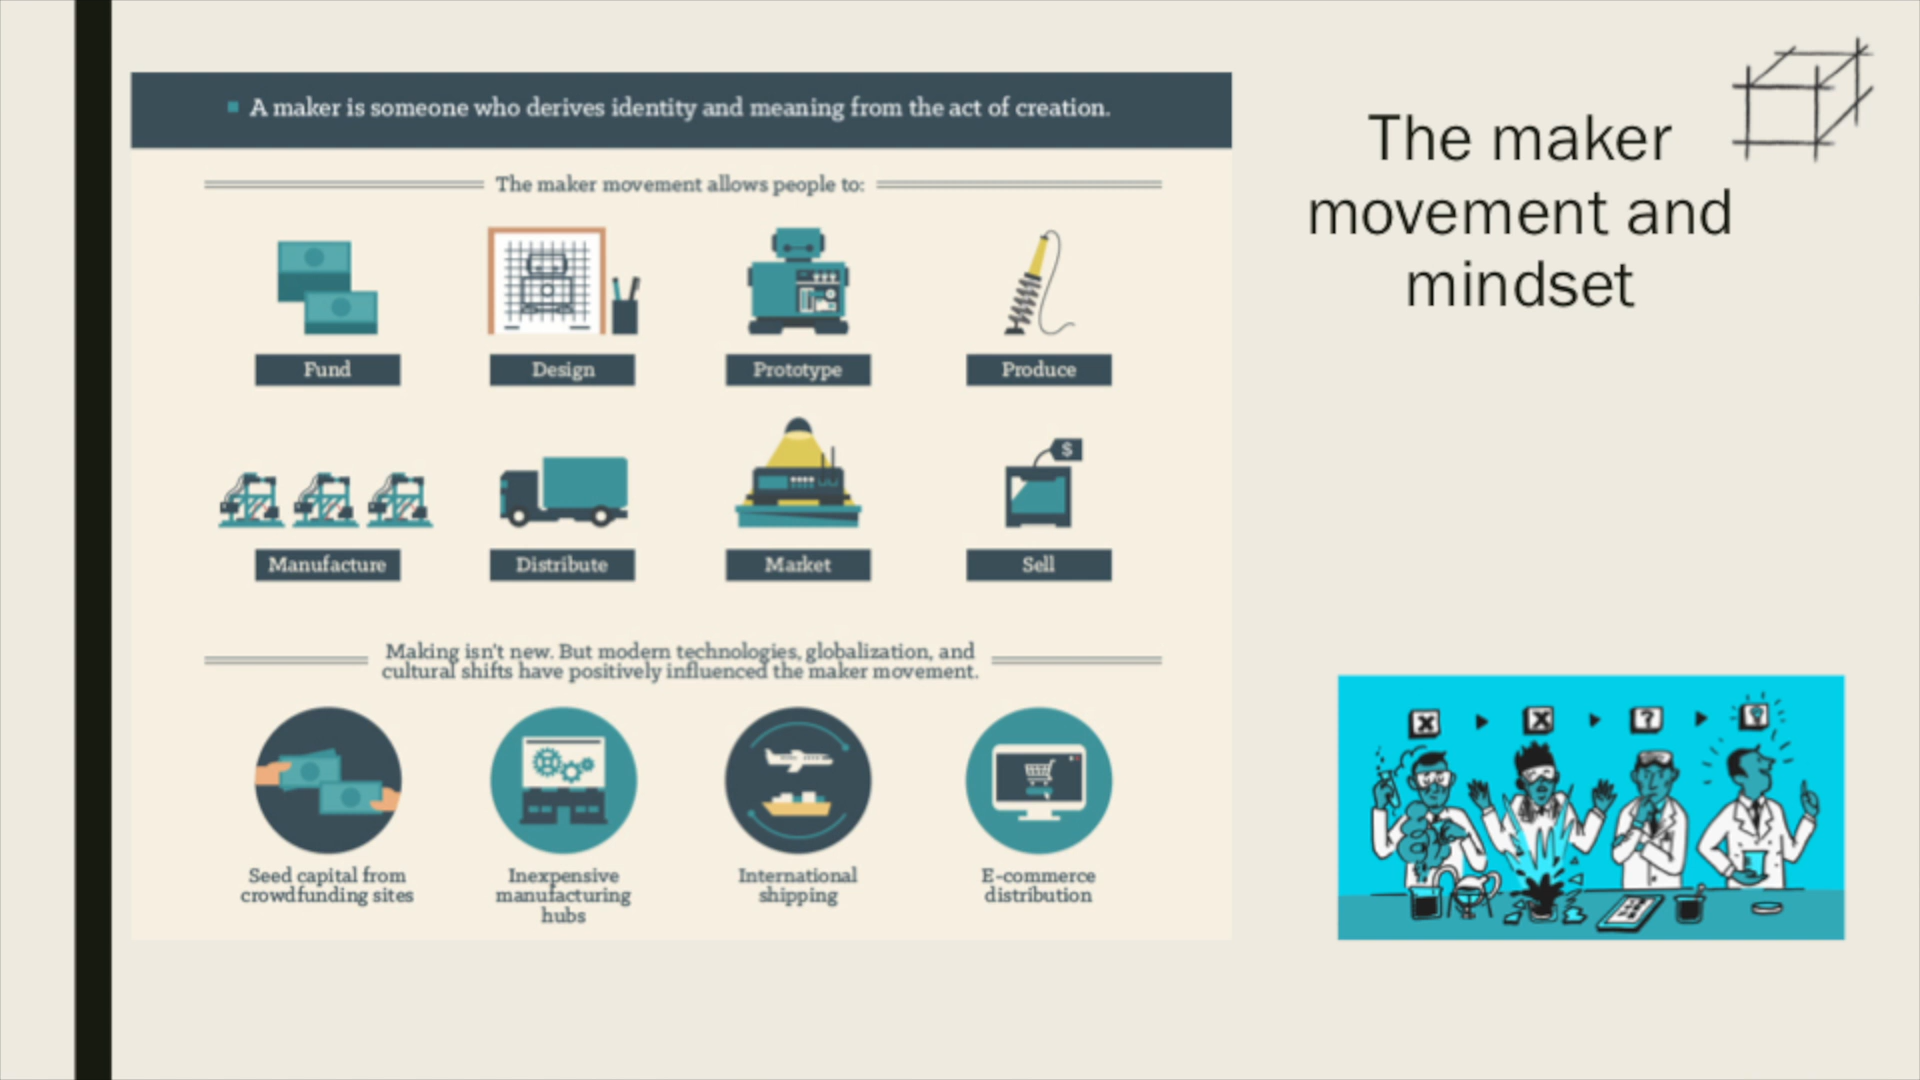 A maker is someone who derives identity and meaning from the act of creation.
The maker movement allows people to:
Fund
Design
Prototype
Produce
$
Manufacture
Distribute
Market
Sell
Making isn't new. But modern technologies, globalization, and
cultural shifts have positively influenced the maker movement.
Seed capital from
crowdfunding sites
Inexpensive
manufacturing
hubs
International
shipping
E-commerce
distribution
The maker
movement and
mindset
X
X
?